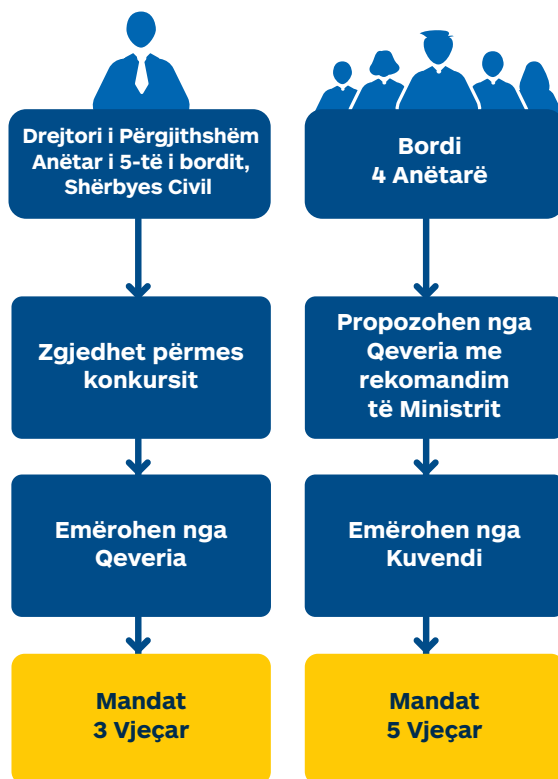 Drejtori i Përgjithshëm
Anëtar i 5-të i bordit,
Shërbyes Civil
Zgjedhet përmes
konkursit
Emërohen nga
Qeveria
Mandat
3 Vjeçar
Bordi
4 Anëtarë
Propozohen nga
Qeveria me
rekomandim
të Ministrit
Emërohen nga
Kuvendi
Mandat
5 Vjeçar